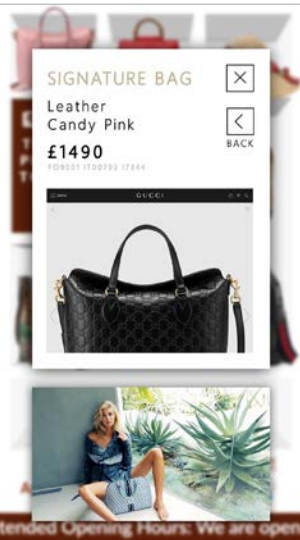 SIGNATURE BAG
Leather
Candy Pink
£1490
BACK
GUCCI
tended Opening Hours: We are open